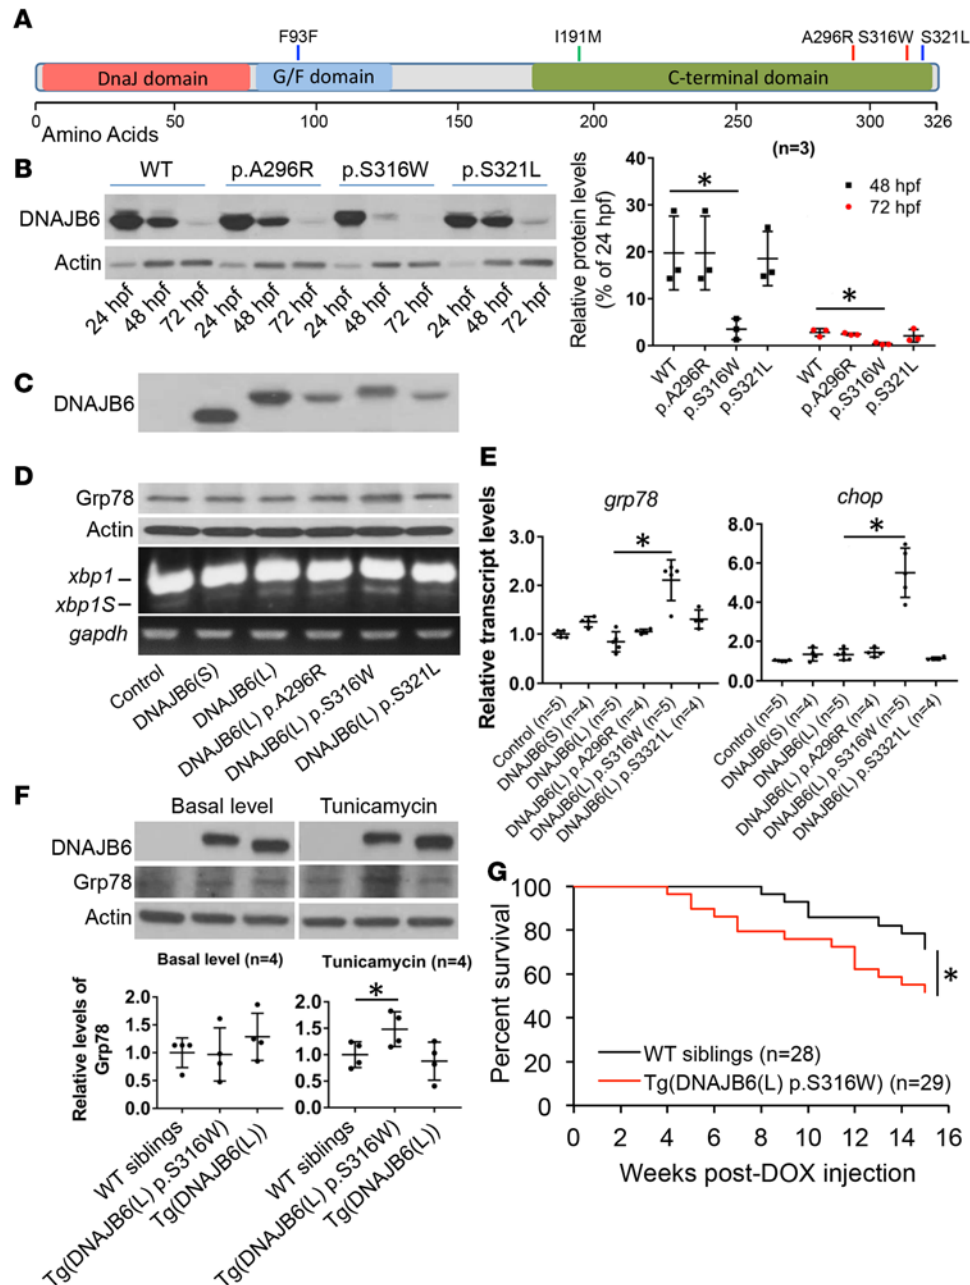 A
F93F
I191M
A296R S316W S321L
DnaJ domain
G/F domain
C-terminal domain
0 50 100 150 200 250 300 326
Amino Acids
B
WT p.A296R p.S316W p.S321L
DNAJB6
Actin
24 hpf 48 hpf 72 hpf 24 hpf 48 hpf 72 hpf 24 hpf 48 hpf 72 hpf 24 hpf 48 hpf 72 hpf
(n=3)
Relative protein levels
(% of 24 hpf)
40
30
20
10
0
*
*
48 hpf
72 hpf
WT p.A296R p.S316W p.S321L WT p.A296R p.S316W p.S321L
C
DNAJB6
D
Grp78
Actin
xbp1
xbp1S
gapdh
Control
DNAJB6(S)
DNAJB6(L)
DNAJB6(L) p.A296R
DNAJB6(L) p.S316W
DNAJB6(L) p.S321L
E
Relative transcript levels
grp78
3.0
2.0
1.0
0.0
*
Control (n=5)
DNAJB6(S) (n=4)
DNAJB6(L) (n=5)
DNAJB6(L) p.A296R (n=4)
DNAJB6(L) p.S316W (n=5)
DNAJB6(L) p.S3321L (n=4)
chop
8.0
6.0
4.0
2.0
0.0
*
Control (n=5)
DNAJB6(S) (n=4)
DNAJB6(L) (n=5)
DNAJB6(L) p.A296R (n=4)
DNAJB6(L) p.S316W (n=5)
DNAJB6(L) p.S3321L (n=4)
F
Basal level Tunicamycin
DNAJB6
Grp78
Actin
Basal level (n=4)
Tunicamycin (n=4)
Relative levels of
Grp78
2.0
1.5
1.0
0.5
0.0
WT siblings
Tg(DNAJB6(L) p.S316W)
Tg(DNAJB6(L))
2.0
1.5
1.0
0.5
0.0
*
WT siblings
Tg(DNAJB6(L) p.S316W)
Tg(DNAJB6(L))
G
Percent survival
100
80
60
40
20
0
*
WT siblings (n=28)
Tg(DNAJB6(L) p.S316W) (n=29)
0 2 4 6 8 10 12 14 16
Weeks post-DOX injection